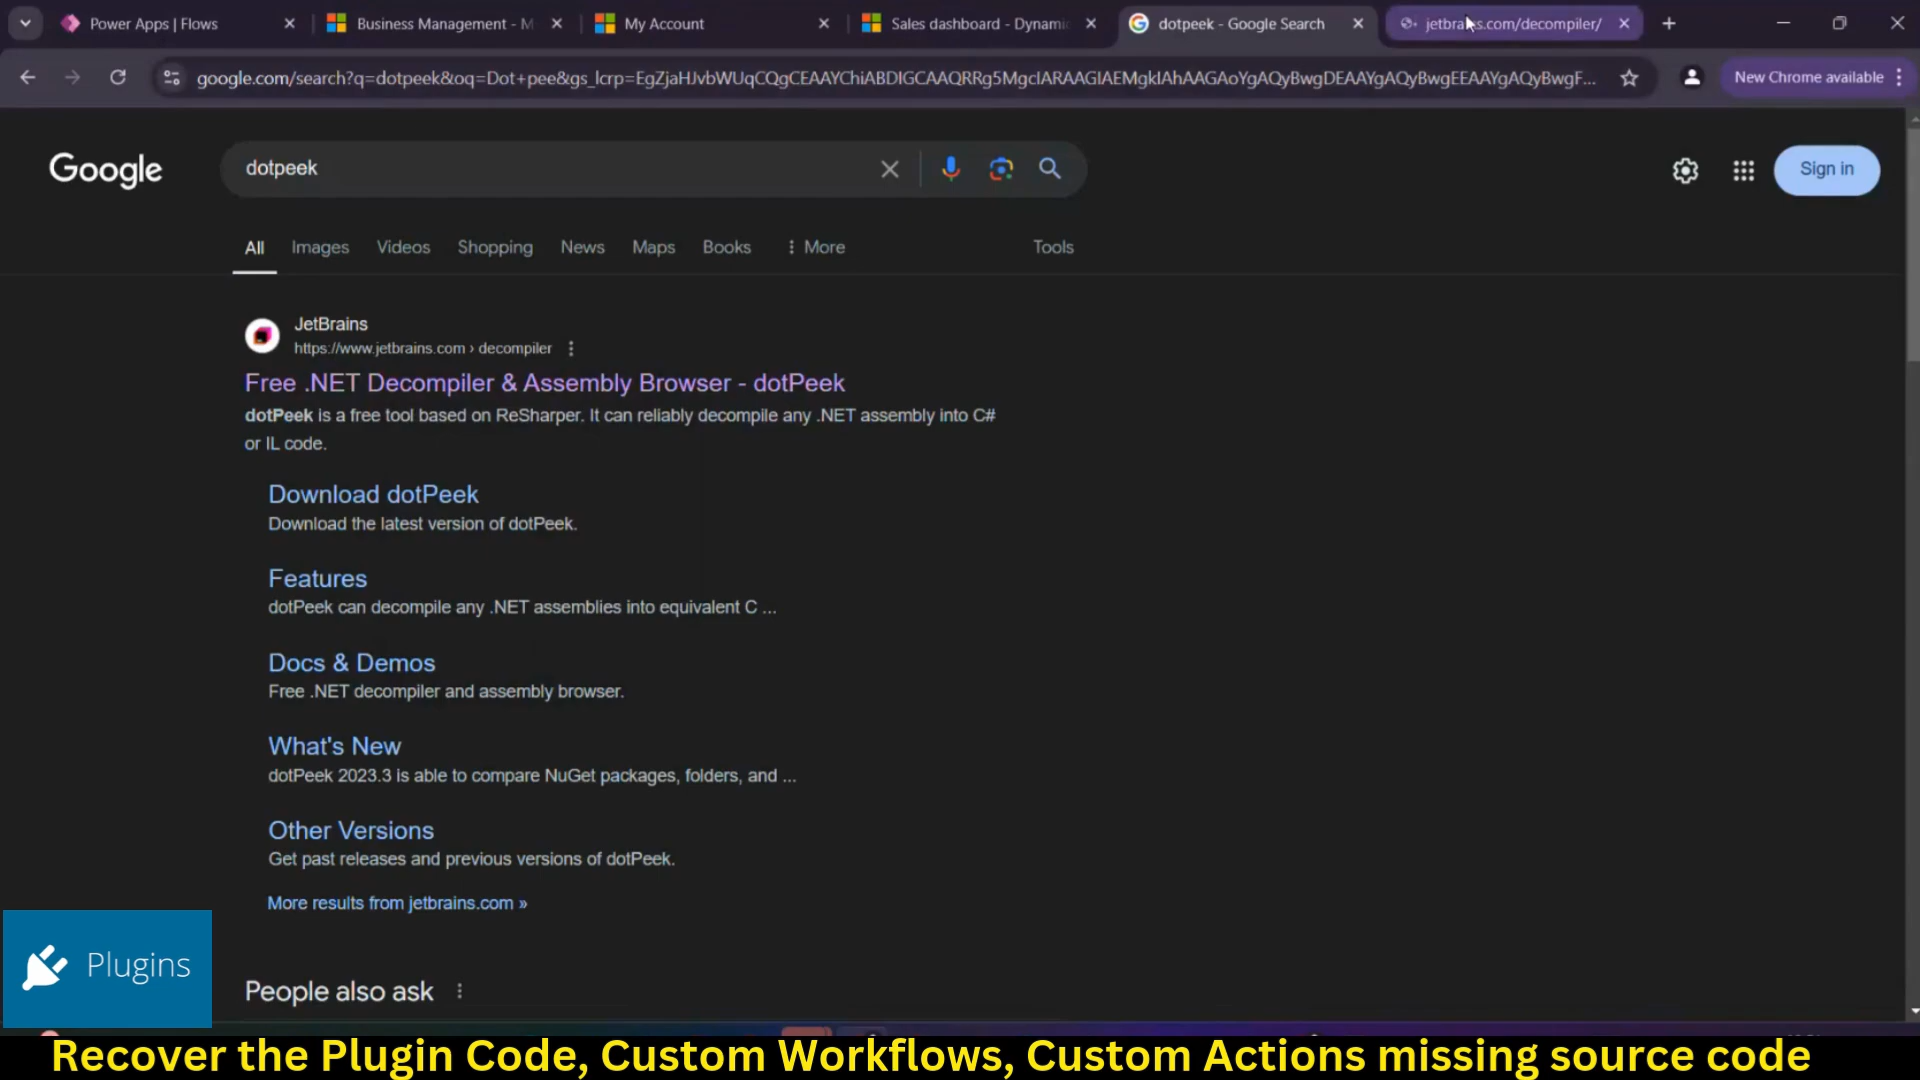 Power Apps | Flows
Business Management - M
My Account
Sales dashboard - Dynamic
dotpeek - Google Search
jetbrains.com/decompiler/
google.com/search?q=dotpeek&oq=Dot+pee&gs_lcrp=EgZjaHJvbWUqCQgCEAAYChiABDIGCAAQRRg5MgcIARAAGIAEMgkIAhAAGAoYgAQyBwgDEAAYgAQyBwgEEAAYgAQyBwgF...
New Chrome available
Google
dotpeek
Sign in
All
Images
Videos
Shopping
News
Maps
Books
More
Tools
JetBrains
https://www.jetbrains.com › decompiler
Free .NET Decompiler & Assembly Browser - dotPeek
dotPeek is a free tool based on ReSharper. It can reliably decompile any .NET assembly into C#
or IL code.
Download dotPeek
Download the latest version of dotPeek.
Features
dotPeek can decompile any .NET assemblies into equivalent C ...
Docs & Demos
Free .NET decompiler and assembly browser.
What's New
dotPeek 2023.3 is able to compare NuGet packages, folders, and ...
Other Versions
Get past releases and previous versions of dotPeek.
More results from jetbrains.com »
Plugins
People also ask
Recover the Plugin Code, Custom Workflows, Custom Actions missing source code